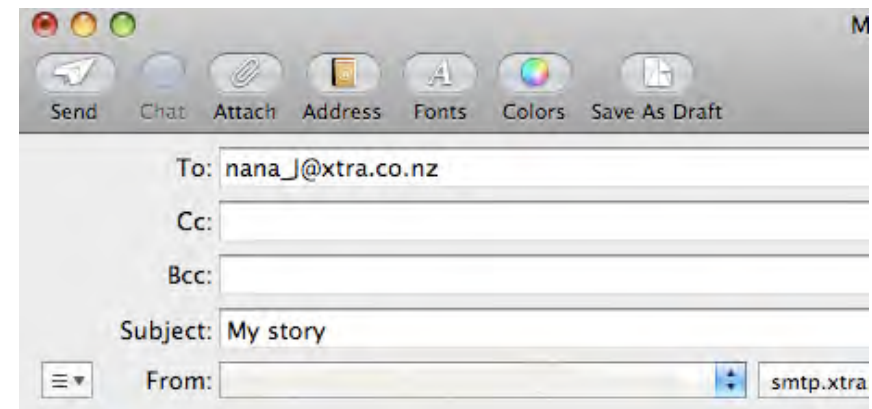 M
Send Chat Attach Address Fonts Colors Save As Draft
To: nana_J@xtra.co.nz
Cc:
Bcc:
Subject: My story
From: smtp.xtra